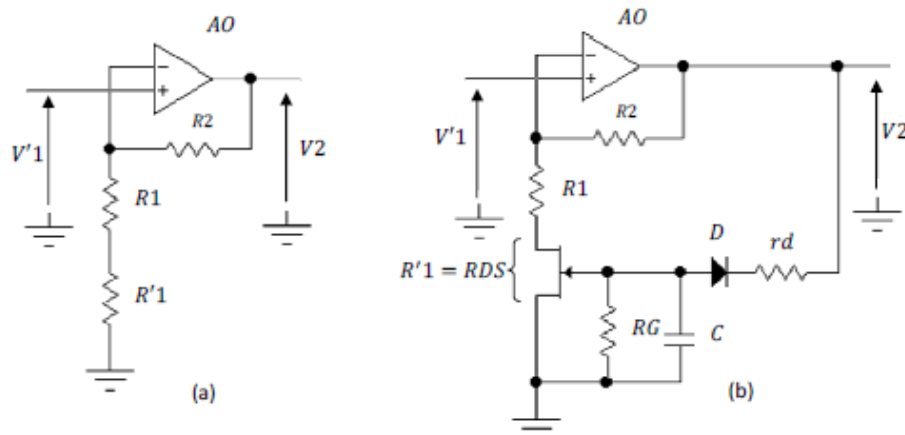 AO
−
+
R2
V'1
V2
R1
R'1
(a)
AO
−
+
R2
V'1
V2
R1
D
rd
R'1 = RDS
RG
C
(b)